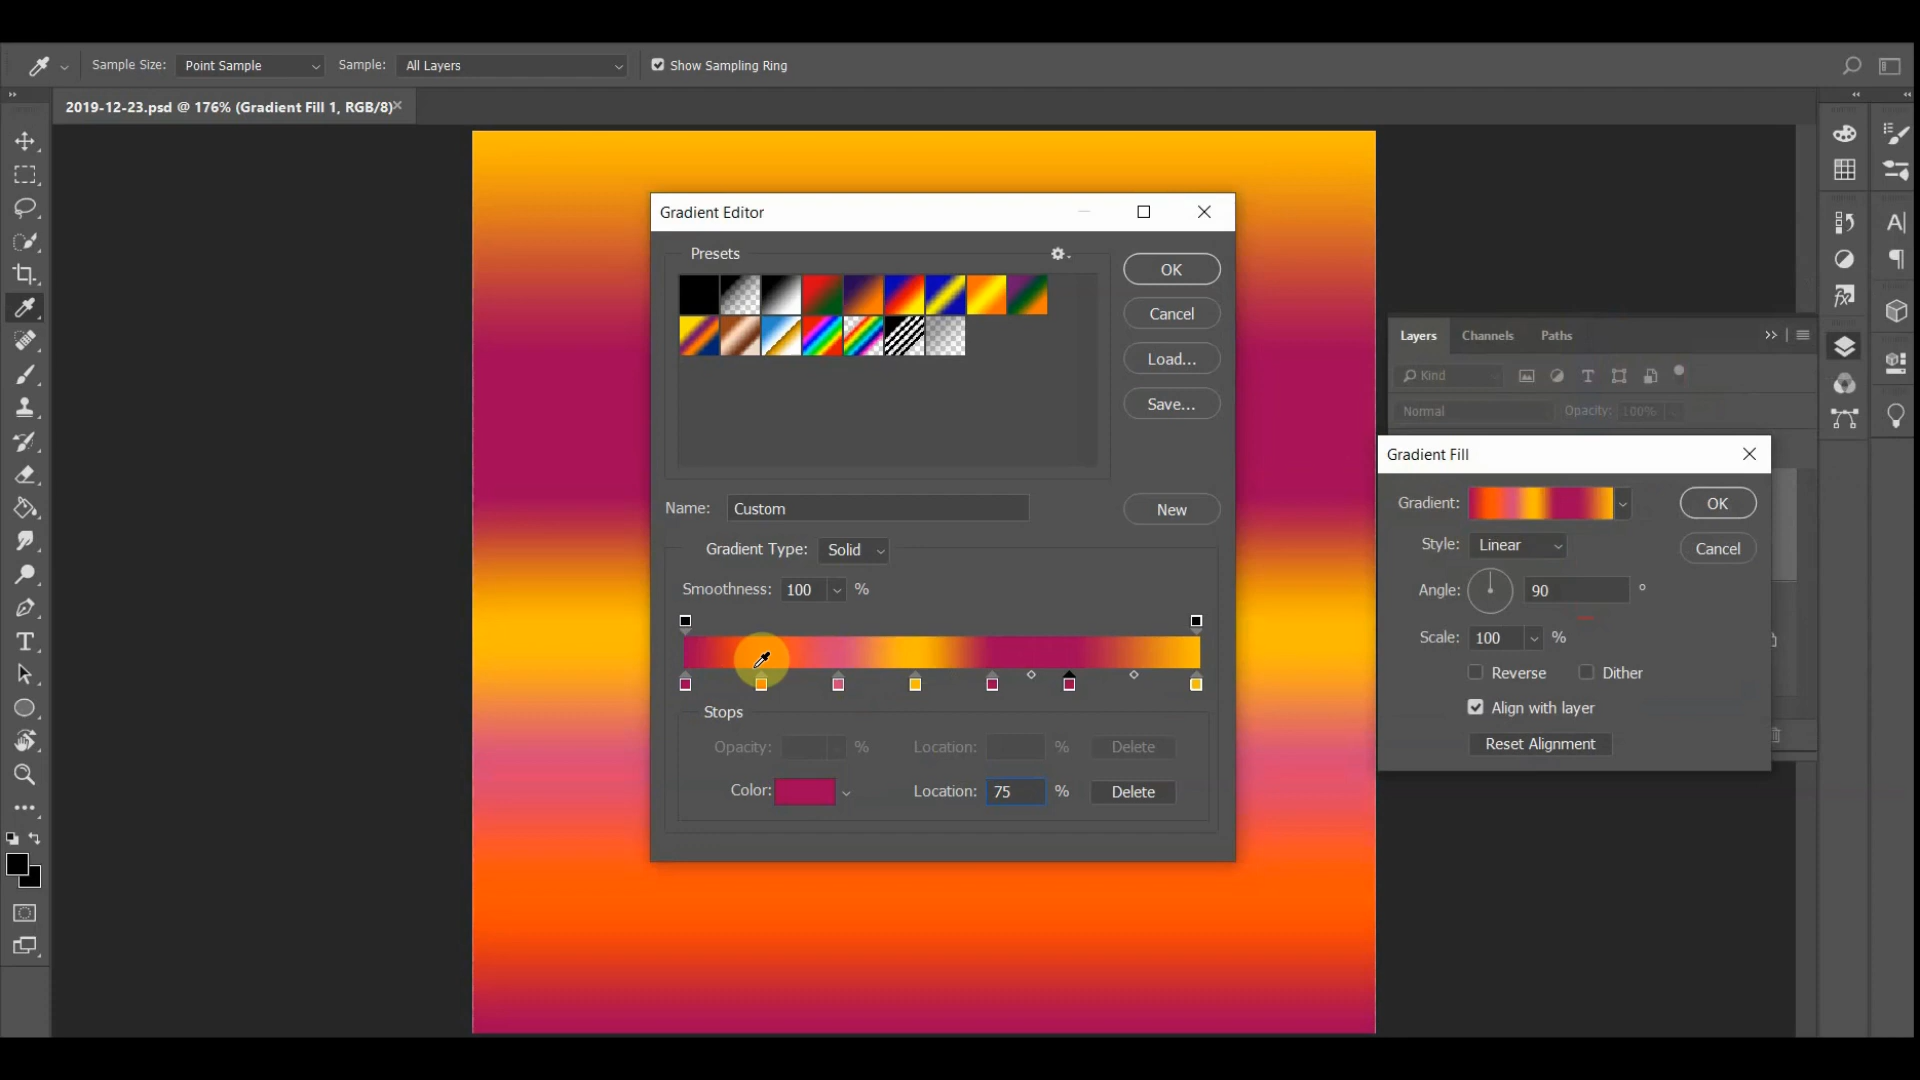 Sample Size: Point Sample Sample: All Layers Show Sampling Ring
2019-12-23.psd @ 176% (Gradient Fill 1, RGB/8)
Gradient Editor
Presets
OK
Cancel
Load...
Save...
Name: Custom New
Gradient Type: Solid
Smoothness: 100 %
Stops
Opacity: % Location: % Delete
Color: Location: 75 % Delete
Layers Channels Paths
Kind
Normal Opacity: 100%
Gradient Fill
Gradient: OK
Style: Linear Cancel
Angle: 90 °
Scale: 100 %
Reverse Dither
Align with layer
Reset Alignment